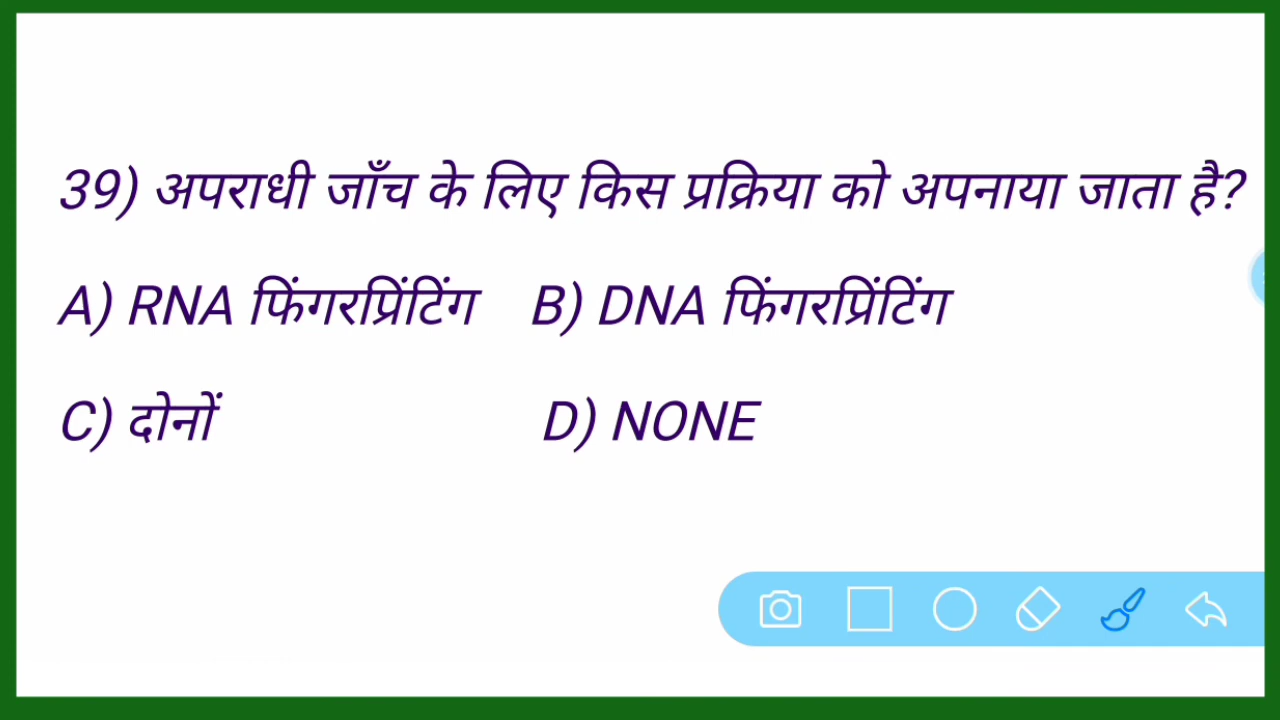 39) अपराधी जाँच के लिए किस प्रक्रिया को अपनाया जाता है?
A) RNA फिंगरप्रिंटिंग B) DNA फिंगरप्रिंटिंग
C) दोनों D) NONE